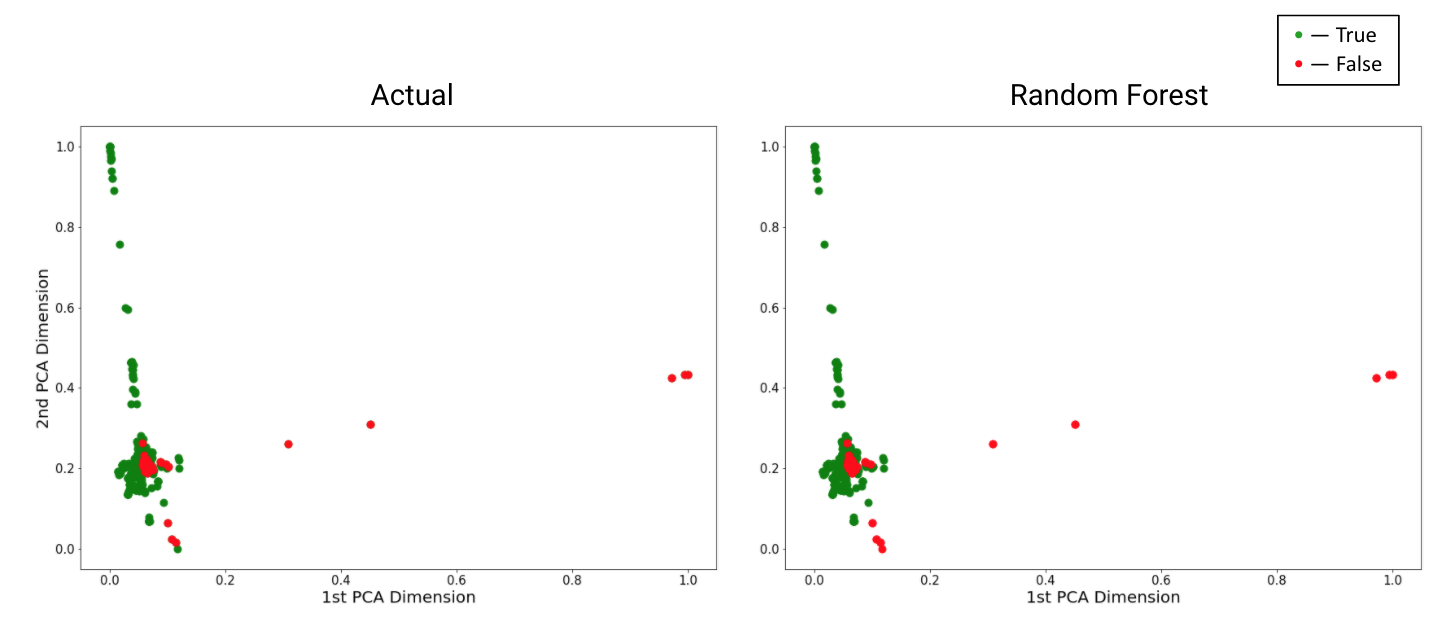 — True
— False
Actual
Random Forest
1.0
0.8
0.6
0.4
0.2
0.0
2nd PCA Dimension
0.0 0.2 0.4 0.6 0.8 1.0
1st PCA Dimension
1.0
0.8
0.6
0.4
0.2
0.0
0.0 0.2 0.4 0.6 0.8 1.0
1st PCA Dimension